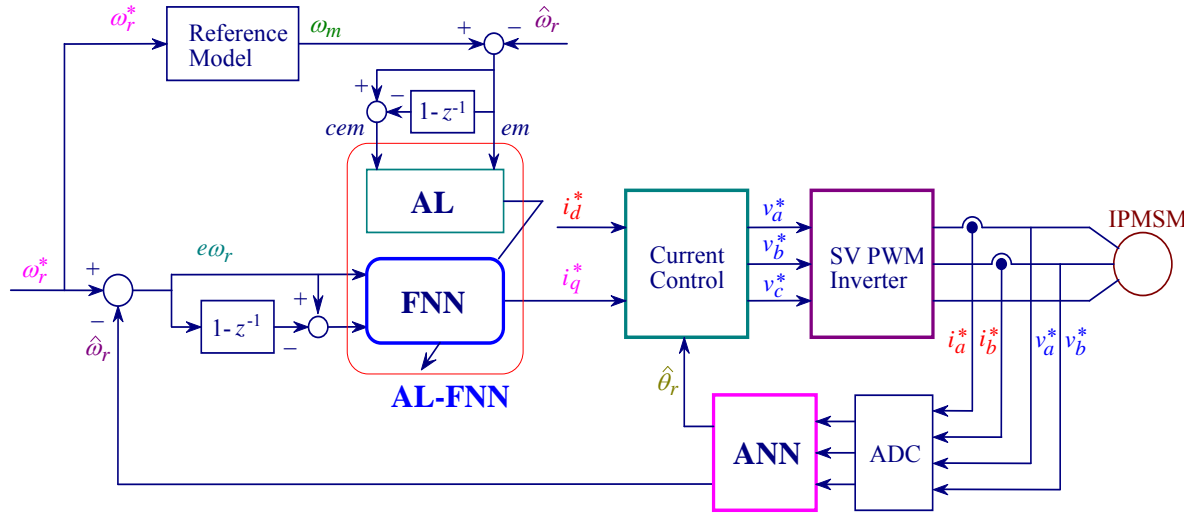 ω_r^*
Reference
Model
ω_m
+
−
ω̂_r
+
−
1- z^-1
cem
em
AL
i_d^*
v_a^*
IPMSM
eω_r
Current
Control
v_b^*
SV PWM
Inverter
ω_r^*
+
−
ω̂_r
FNN
i_q^*
v_c^*
+
1- z^-1
−
i_a^*
i_b^*
v_a^*
v_b^*
AL-FNN
θ̂_r
ANN
ADC